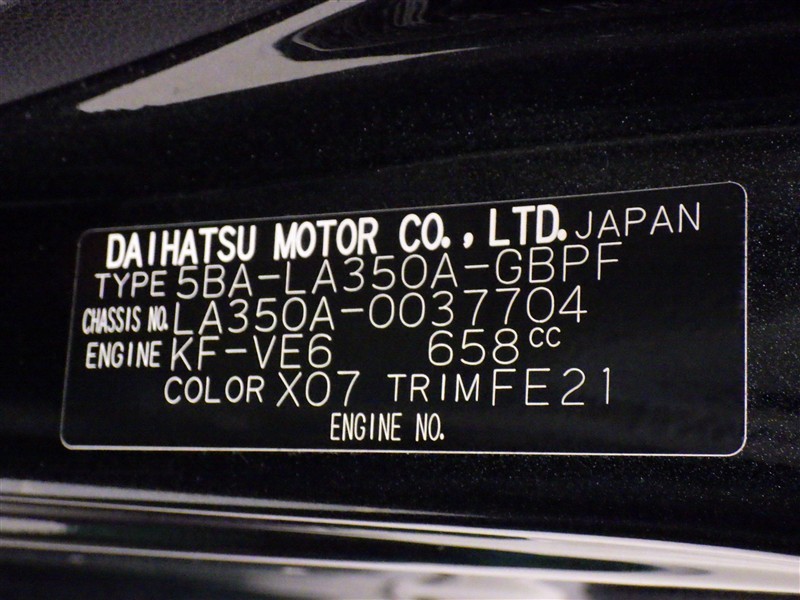 DAIHATSU MOTOR CO., LTD. JAPAN
TYPE 5BA-LA350A-GBPF
CHASSIS NO. LA350A-0037704
ENGINE KF-VE6 658cc
COLOR X07 TRIM FE21
ENGINE NO.